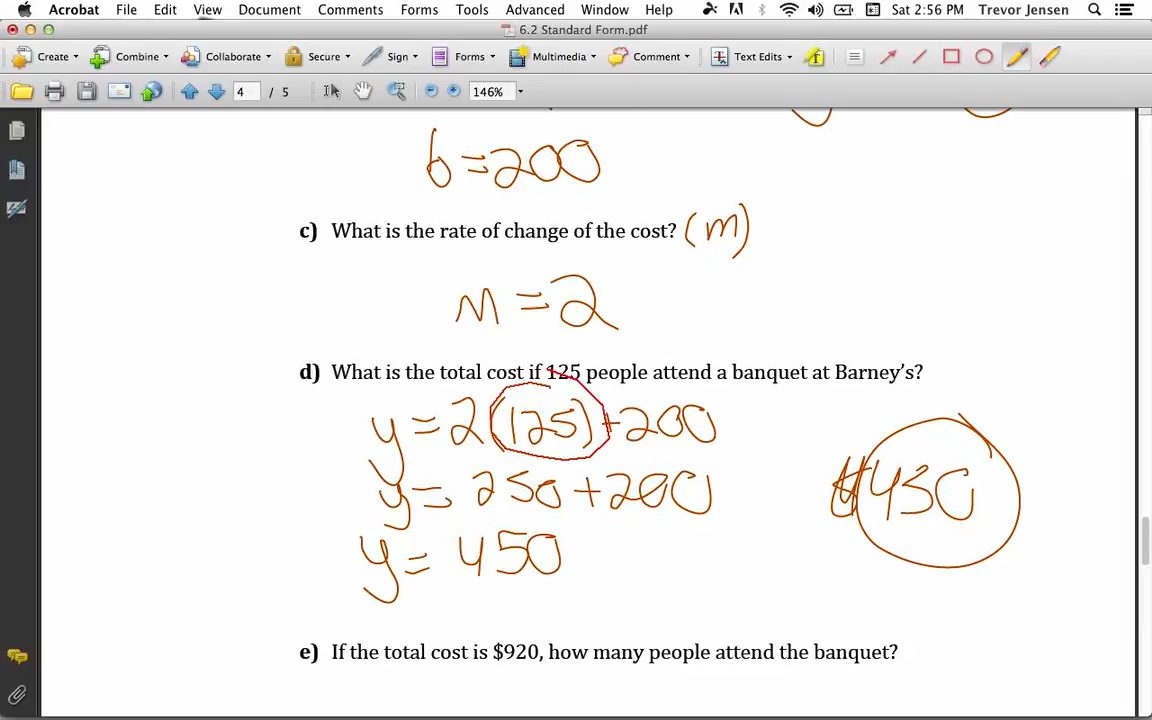 Acrobat File Edit View Document Comments Forms Tools Advanced Window Help Sat 2:56 PM Trevor Jensen
6.2 Standard Form.pdf
Create Combine Collaborate Secure Sign Forms Multimedia Comment Text Edits
4 / 5 146%
b=200
c) What is the rate of change of the cost? (m)
m=2
d) What is the total cost if 125 people attend a banquet at Barney's?
y=2(125)+200
y=250+200
$450
y=450
e) If the total cost is $920, how many people attend the banquet?